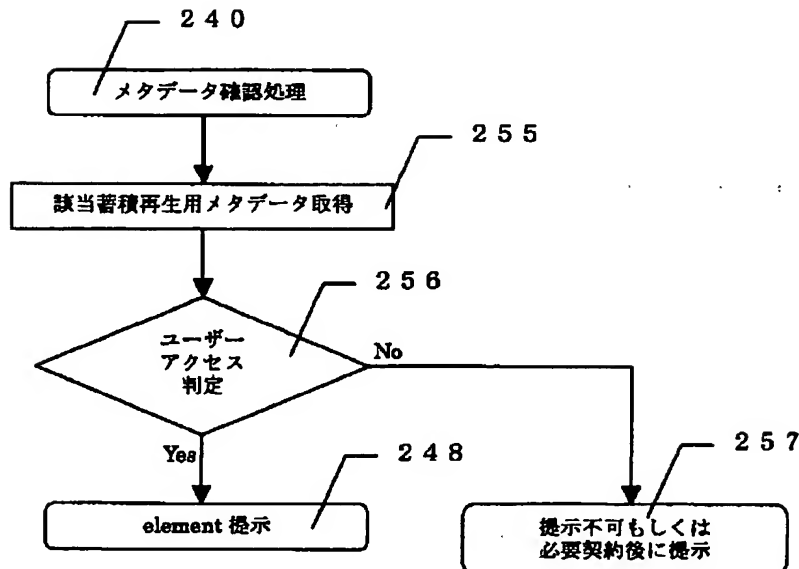 ２４０
メタデータ確認処理
２５５
該当蓄積再生用メタデータ取得
２５６
ユーザー
アクセス
判定
No
Yes
２４８
２５７
element 提示
提示不可もしくは
必要契約後に提示